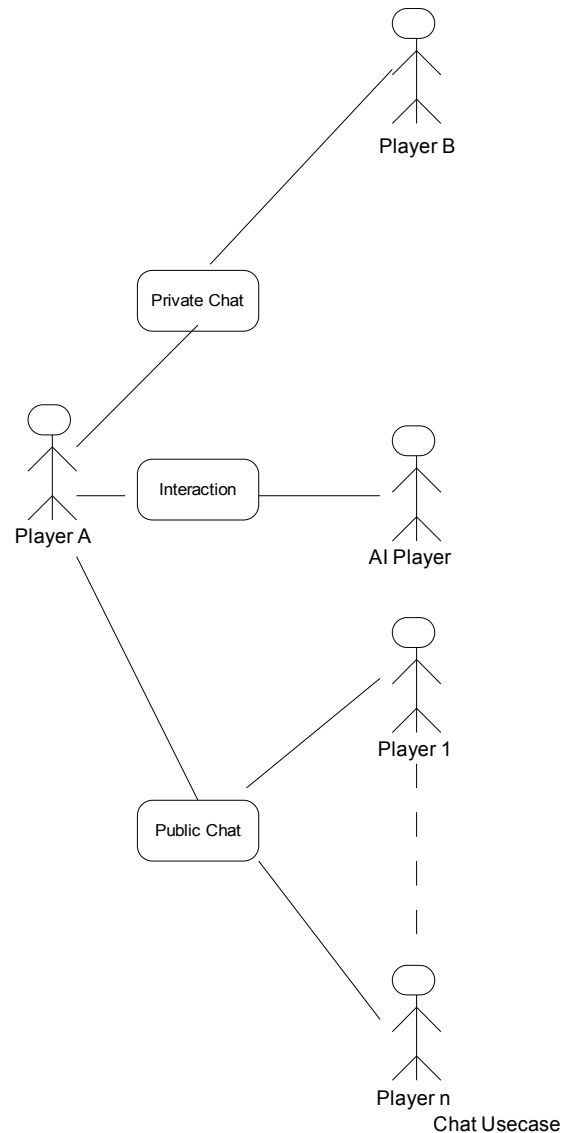 Player B
Private Chat
Player A
Interaction
AI Player
Player 1
Public Chat
Player n
Chat Usecase